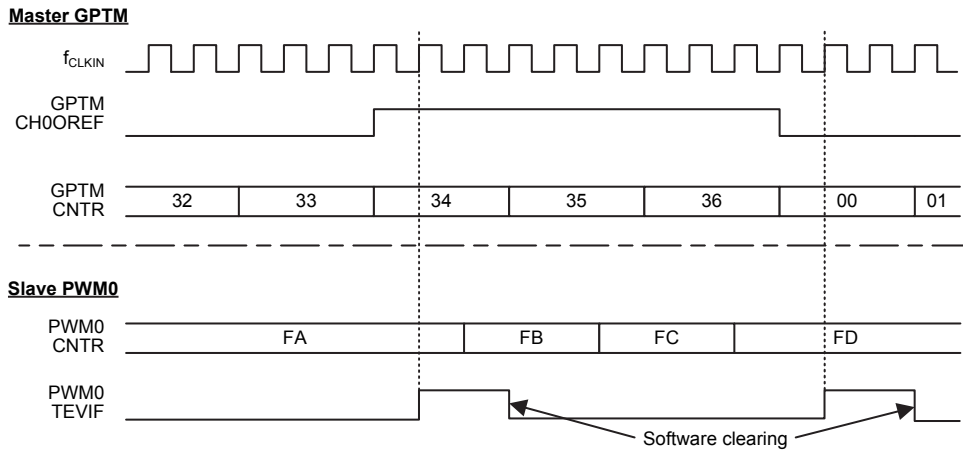 Master GPTM
fCLKIN
GPTM
CH0OREF
GPTM
CNTR
32 33 34 35 36 00 01
Slave PWM0
PWM0
CNTR
FA FB FC FD
PWM0
TEVIF
Software clearing